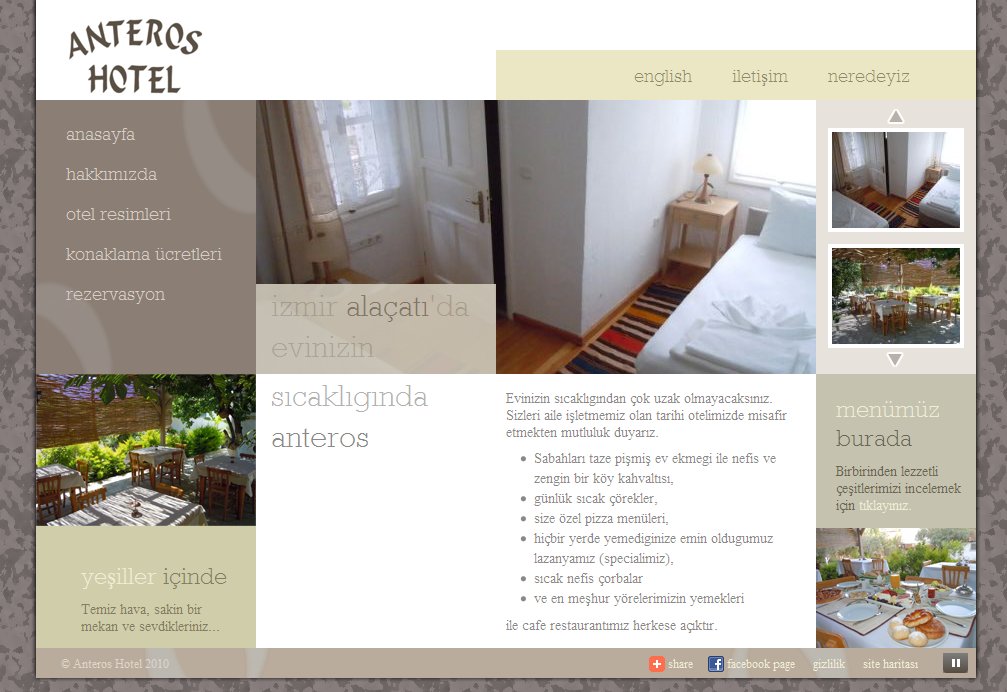 ANTEROS
HOTEL
english iletişim neredeyiz
anasayfa
hakkımızda
otel resimleri
konaklama ücretleri
rezervasyon
izmir alaçatı'da
evinizin
sıcaklıgında
anteros
Evinizin sıcaklıgından çok uzak olmayacaksınız.
Sizleri aile işletmemiz olan tarihi otelimizde misafir
etmekten mutluluk duyarız.
• Sabahları taze pişmiş ev ekmegi ile nefis ve
zengin bir köy kahvaltısı,
• günlük sıcak çörekler,
• size özel pizza menüleri,
• hiçbir yerde yemediginize emin oldugumuz
lazanyamız (specialimiz),
• sıcak nefis çorbalar
• ve en meşhur yörelerimizin yemekleri
ile cafe restaurantımız herkese açıktır.
menümüz
burada
Birbirinden lezzetli
çeşitlerimizi incelemek
için tıklayınız.
yeşiller içinde
Temiz hava, sakin bir
mekan ve sevdikleriniz...
© Anteros Hotel 2010
share facebook page gizlilik site haritası